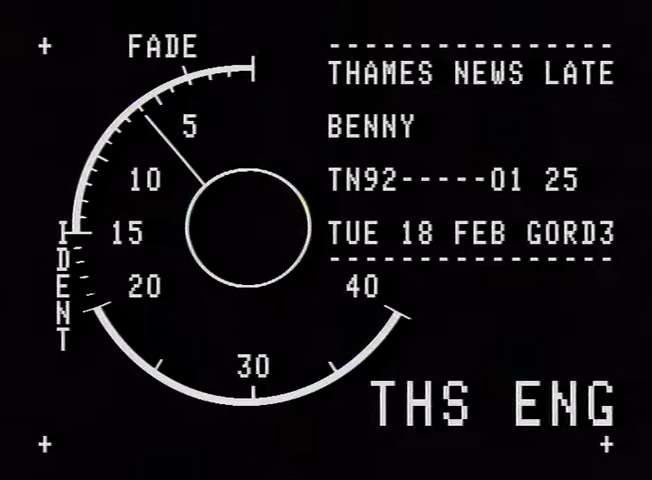 FADE
THAMES NEWS LATE
BENNY
TN92-----01 25
TUE 18 FEB GORD3
5
10
15
20
30
40
IDENT
THS ENG